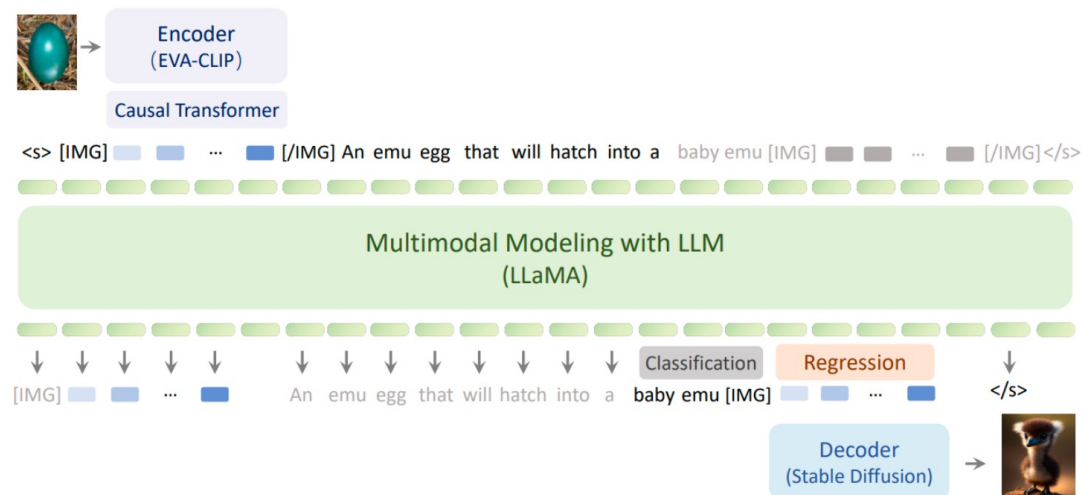 Encoder
(EVA-CLIP)
Causal Transformer
<s> [IMG] ... [/IMG] An emu egg that will hatch into a baby emu [IMG] ... [/IMG] </s>
Multimodal Modeling with LLM
(LLaMA)
Classification Regression
[IMG] ... An emu egg that will hatch into a baby emu [IMG] ... </s>
Decoder
(Stable Diffusion)